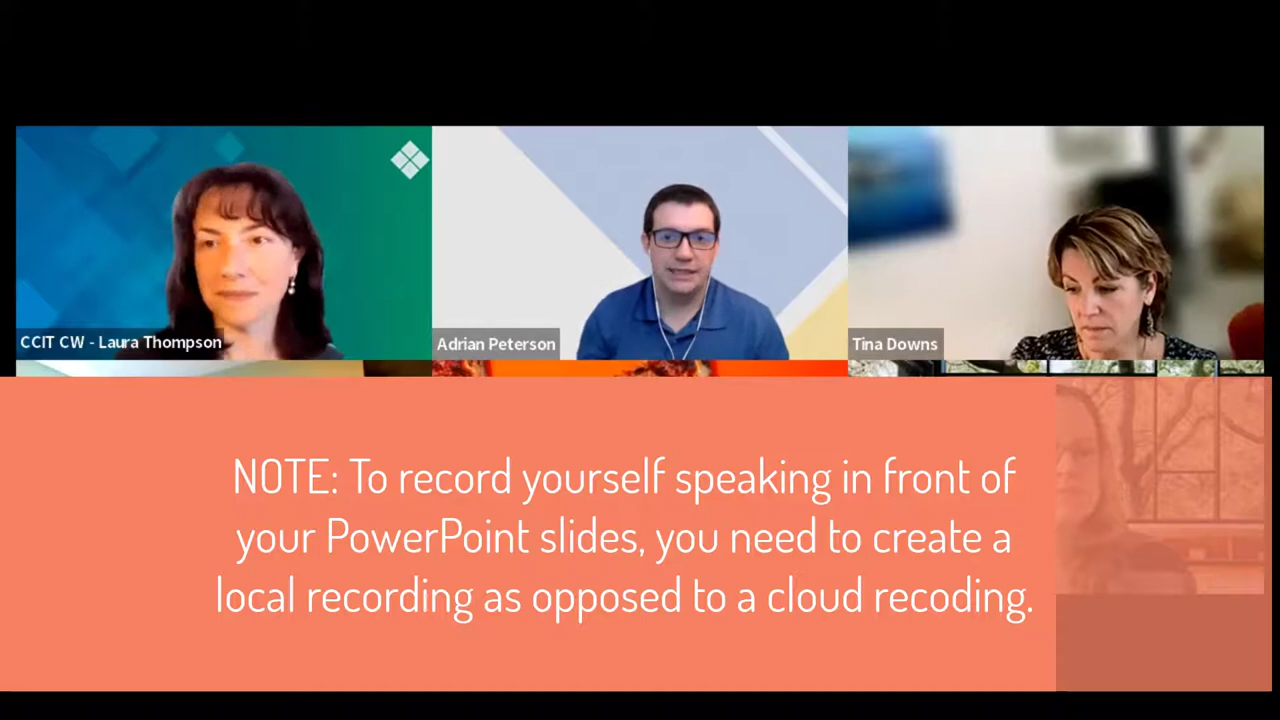 CCIT CW - Laura Thompson
Adrian Peterson
Tina Downs
NOTE: To record yourself speaking in front of
your PowerPoint slides, you need to create a
local recording as opposed to a cloud recoding.